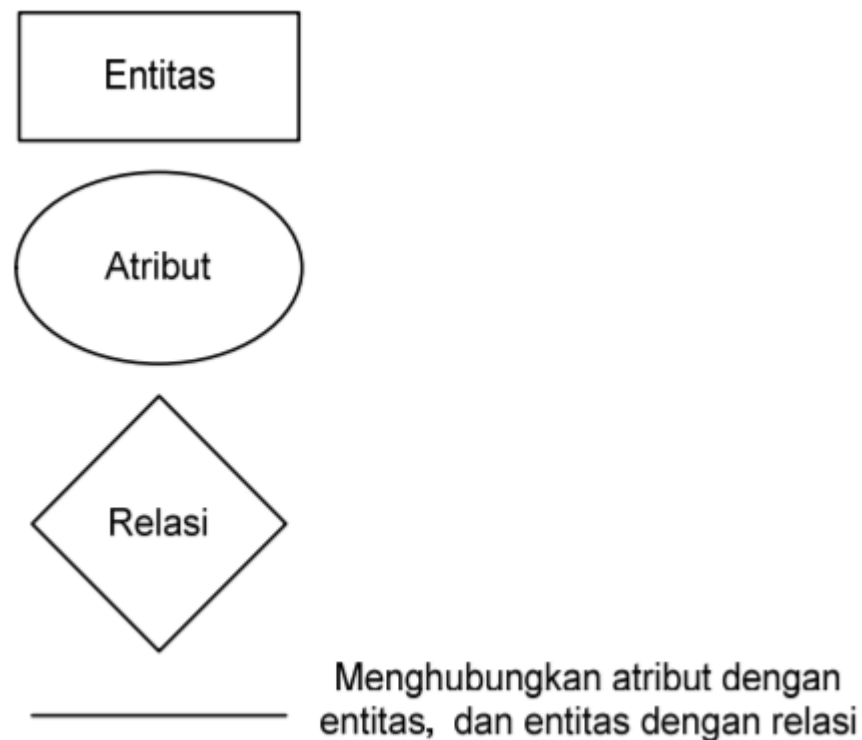 Entitas
Atribut
Relasi
Menghubungkan atribut dengan
entitas, dan entitas dengan relasi